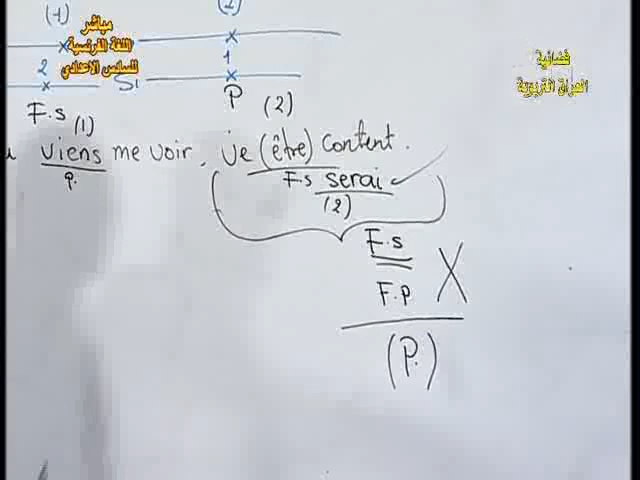 (1) (2)
مباشر
اللغة الفرنسية
للسادس الاعدادي
فضائية
العراق التربوية
2 Si 1
F.s P
(1) (2)
viens me voir, je (être) content.
P. F.s serai
(2)
F.s
F.p X
(P.)